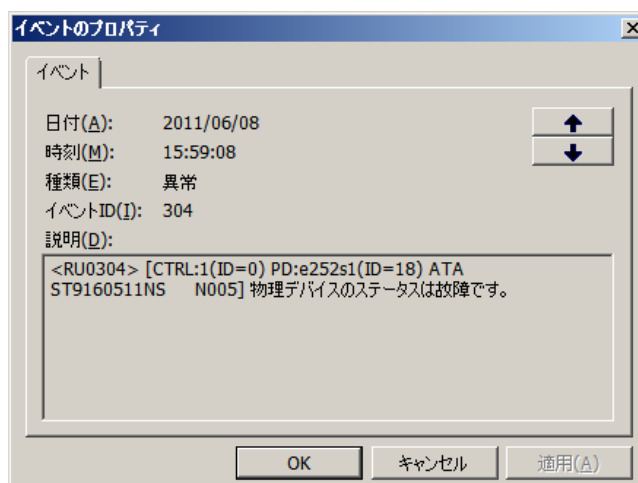 イベントのプロパティ
イベント
日付(A): 2011/06/08
時刻(M): 15:59:08
種類(E): 異常
イベントID(I): 304
説明(D):
<RU0304> [CTRL:1(ID=0) PD:e252s1(ID=18) ATA
ST9160511NS N005] 物理デバイスのステータスは故障です。
OK キャンセル 適用(A)